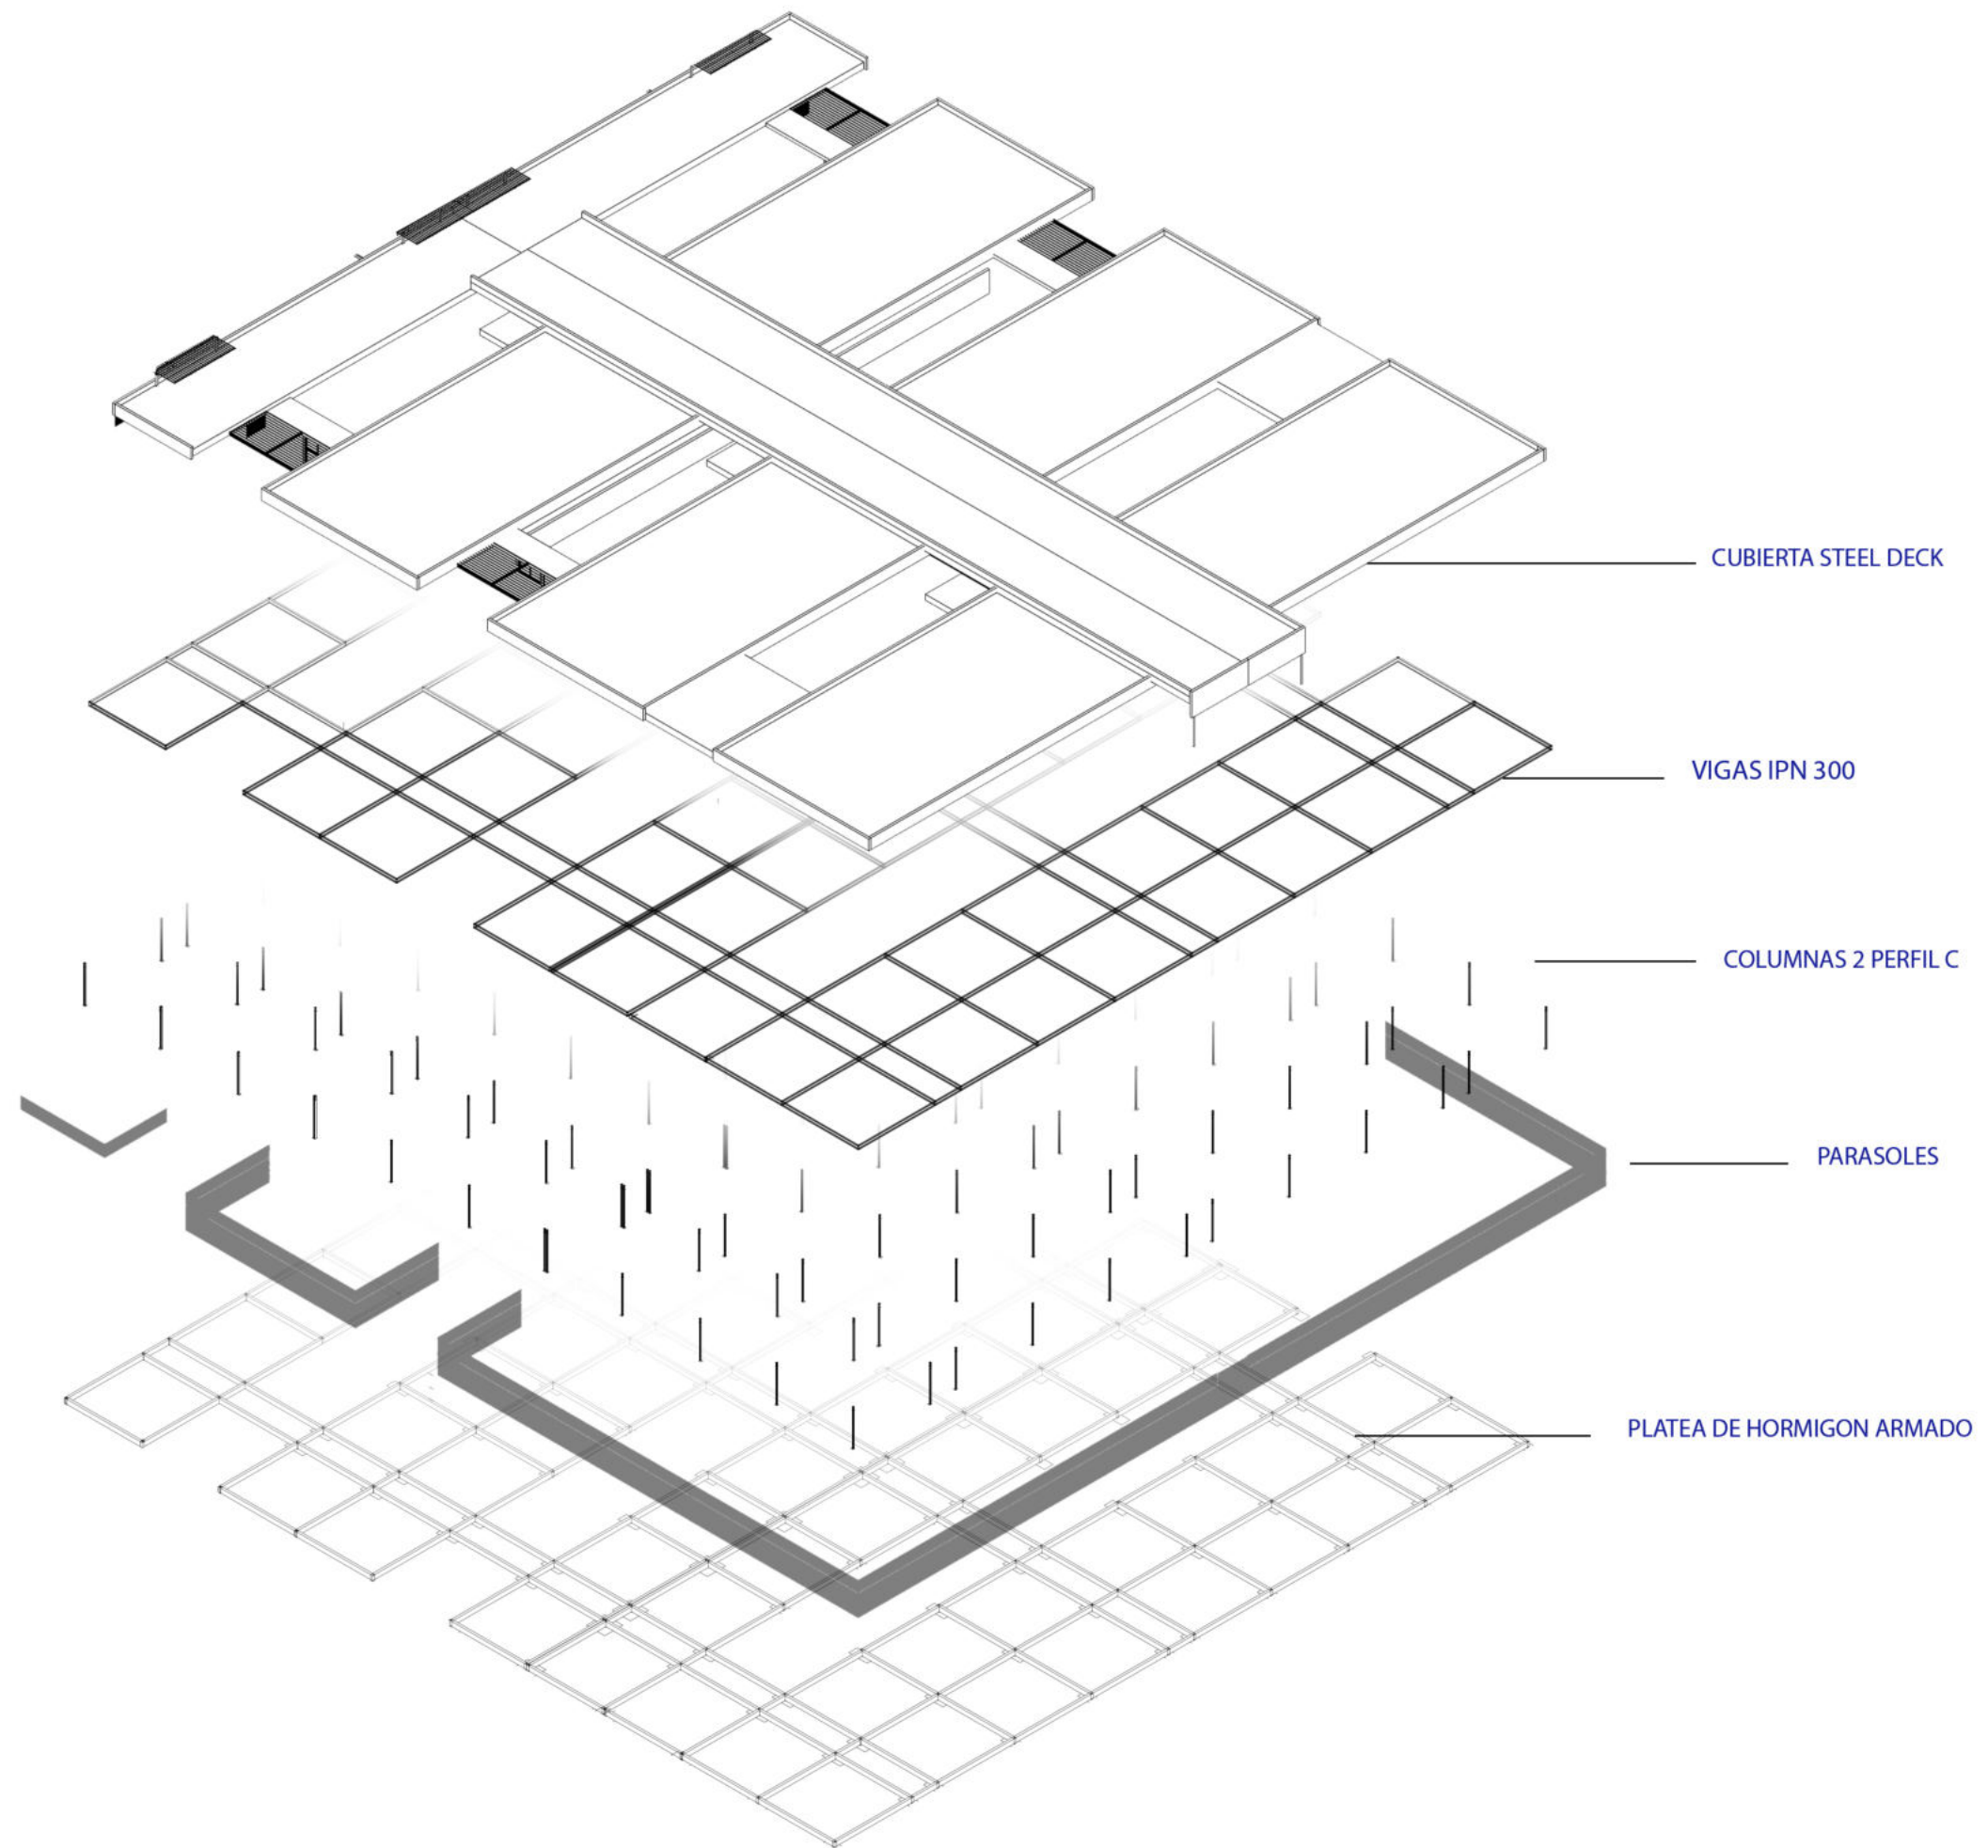 CUBIERTA STEEL DECK
VIGAS IPN 300
COLUMNAS 2 PERFIL C
PARASOLES
PLATEA DE HORMIGON ARMADO